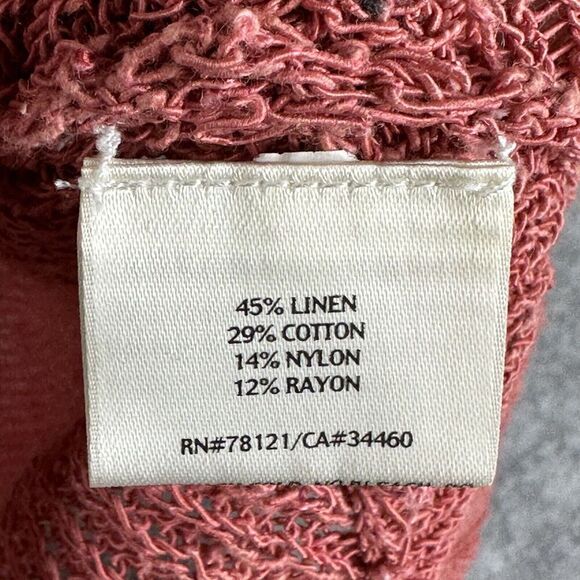 45% LINEN
29% COTTON
14% NYLON
12% RAYON
RN#78121/CA#34460